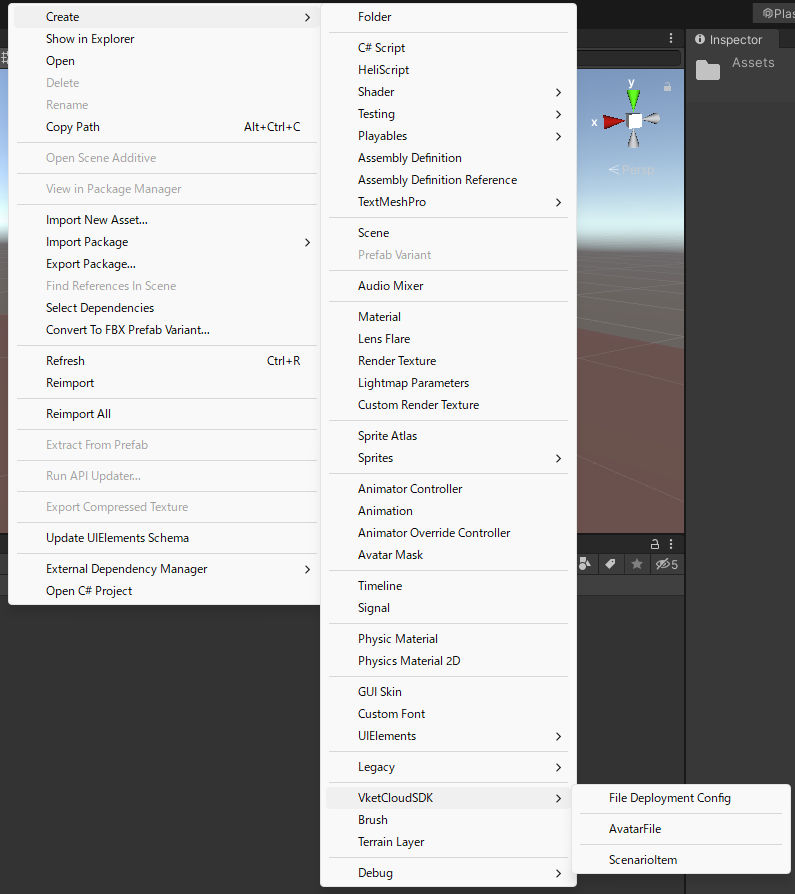 Create
Show in Explorer
Open
Delete
Rename
Copy Path Alt+Ctrl+C
Open Scene Additive
View in Package Manager
Import New Asset...
Import Package
Export Package...
Find References In Scene
Select Dependencies
Convert To FBX Prefab Variant...
Refresh Ctrl+R
Reimport
Reimport All
Extract From Prefab
Run API Updater...
Export Compressed Texture
Update UIElements Schema
External Dependency Manager
Open C# Project
Folder
C# Script
HeliScript
Shader
Testing
Playables
Assembly Definition
Assembly Definition Reference
TextMeshPro
Scene
Prefab Variant
Audio Mixer
Material
Lens Flare
Render Texture
Lightmap Parameters
Custom Render Texture
Sprite Atlas
Sprites
Animator Controller
Animation
Animator Override Controller
Avatar Mask
Timeline
Signal
Physic Material
Physics Material 2D
GUI Skin
Custom Font
UIElements
Legacy
VketCloudSDK
Brush
Terrain Layer
Debug
File Deployment Config
AvatarFile
ScenarioItem
Plas
Inspector
Assets
y
x
Persp
5